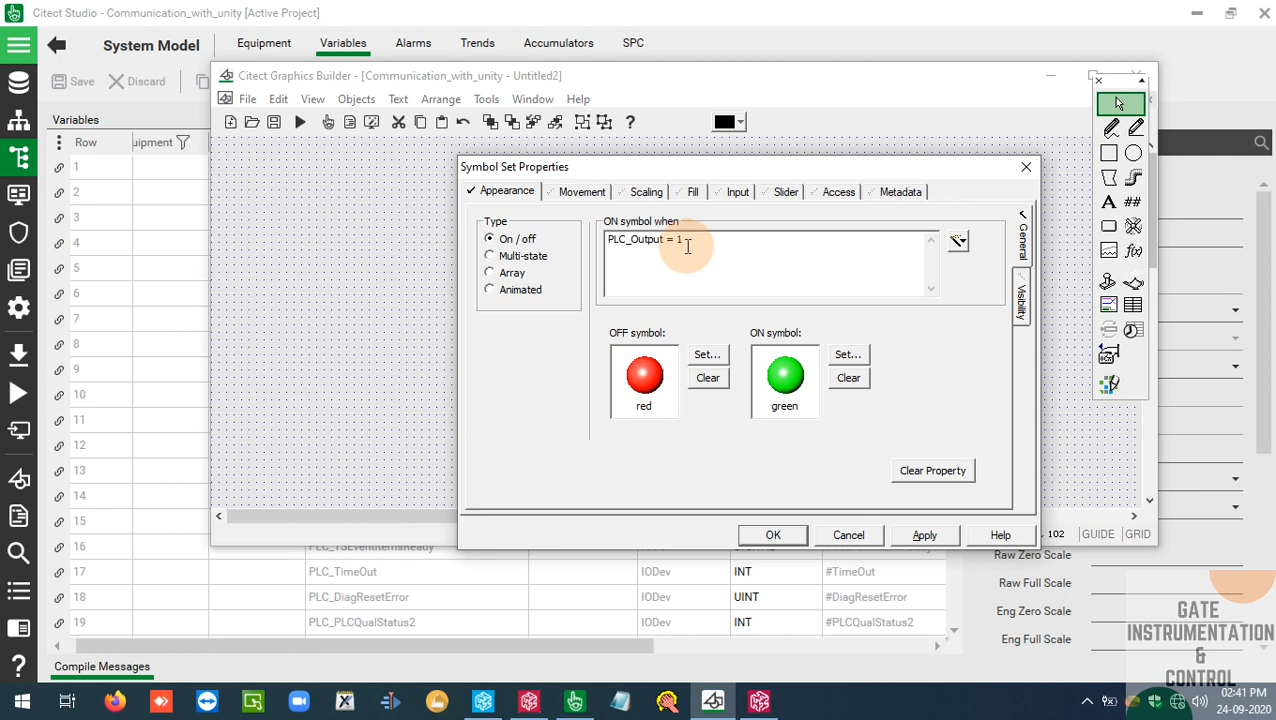 Citect Studio - Communication_with_unity [Active Project]
System Model
Equipment
Variables
Alarms
Trends
Accumulators
SPC
Save
Discard
Citect Graphics Builder - [Communication_with_unity - Untitled2]
File Edit View Objects Text Arrange Tools Window Help
Variables
Row
uipment
1
2
3
4
5
6
7
8
9
10
11
12
13
14
15
16
IODev
17 PLC_TimeOut IODev INT #TimeOut
18 PLC_DiagResetError IODev UINT #DiagResetError
19 PLC_PLCQualStatus2 IODev INT #PLCQualStatus2
Symbol Set Properties
Appearance Movement Scaling Fill Input Slider Access Metadata
Type
On / off
Multi-state
Array
Animated
ON symbol when
PLC_Output = 1
General
Visibility
OFF symbol:
Set...
Clear
red
ON symbol:
Set...
Clear
green
Clear Property
OK
Cancel
Apply
Help
A
##
f(x)
102 GUIDE GRID
Raw Zero Scale
Raw Full Scale
Eng Zero Scale
Eng Full Scale
Compile Messages
GATE
INSTRUMENTATION
&
CONTROL
02:41 PM
24-09-2020